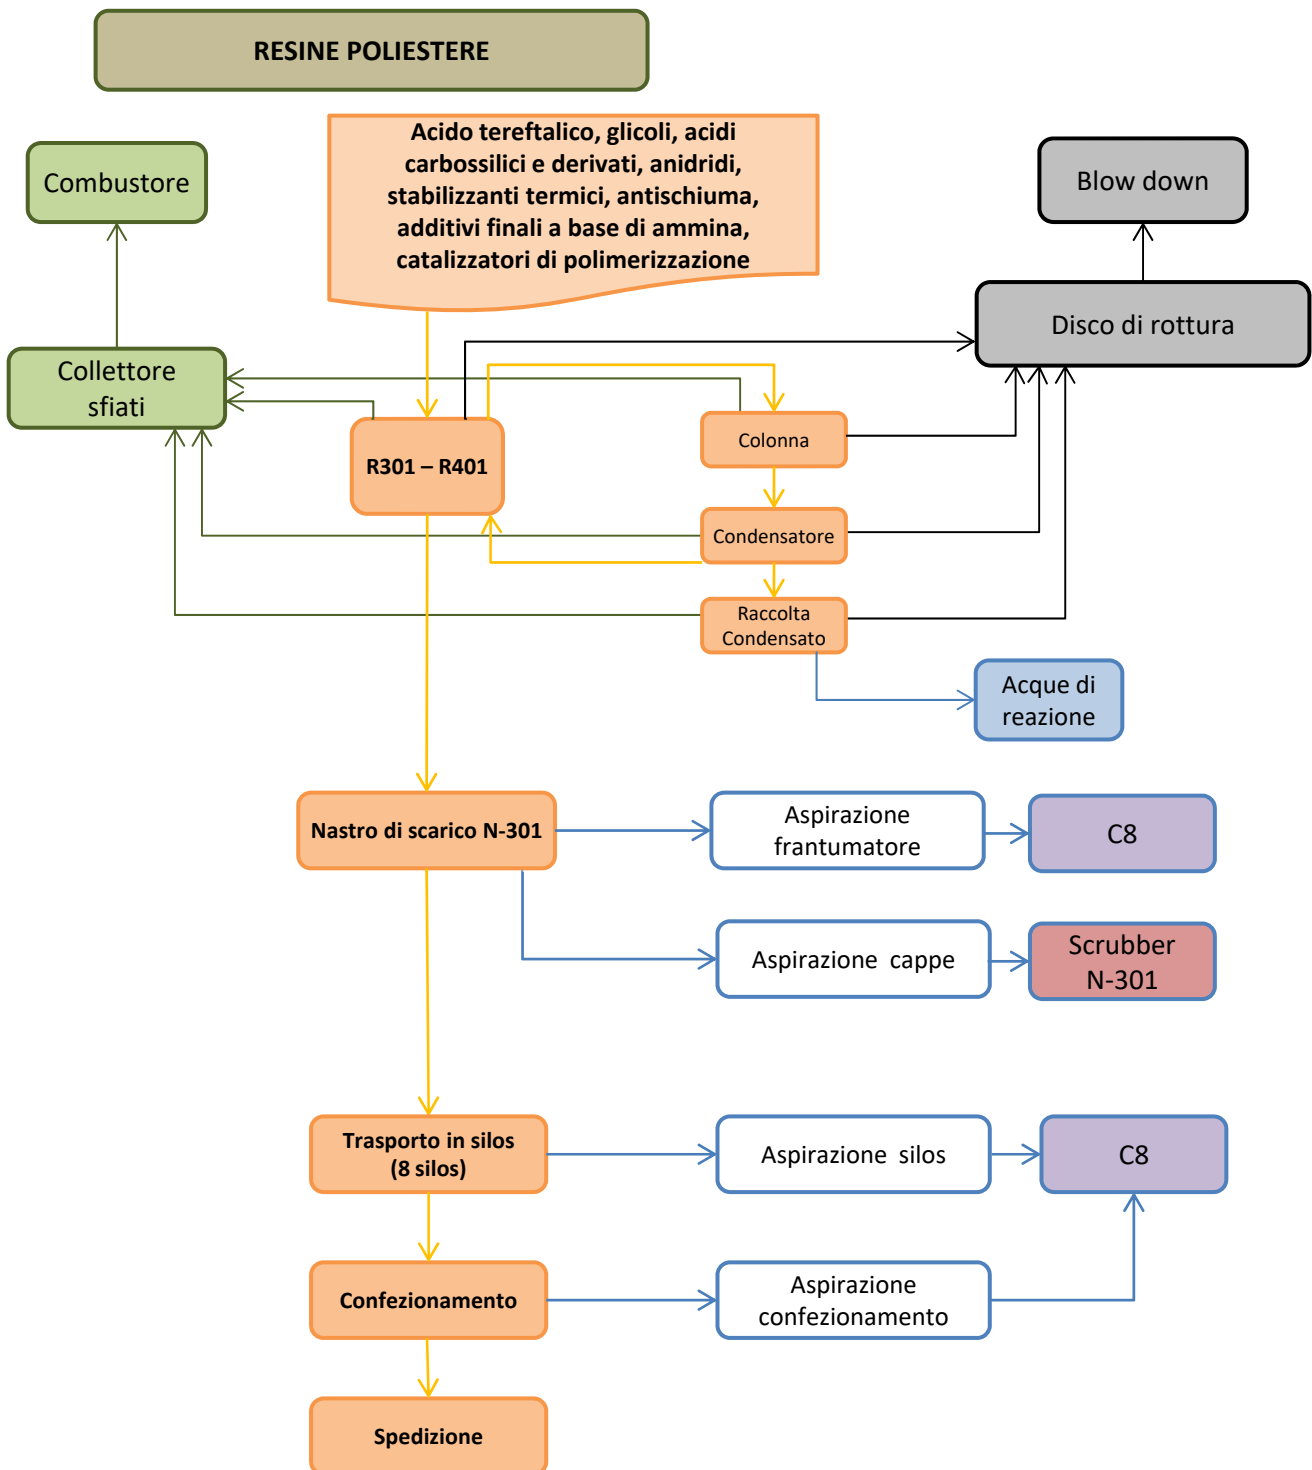 RESINE POLIESTERE
Acido tereftalico, glicoli, acidi
carbossilici e derivati, anidridi,
stabilizzanti termici, antischiuma,
additivi finali a base di ammina,
catalizzatori di polimerizzazione
Combustore
Blow down
Disco di rottura
Collettore
sfiati
R301 – R401
Colonna
Condensatore
Raccolta
Condensato
Acque di
reazione
Nastro di scarico N-301
Aspirazione
frantumatore
C8
Aspirazione cappe
Scrubber
N-301
Trasporto in silos
(8 silos)
Aspirazione silos
C8
Confezionamento
Aspirazione
confezionamento
Spedizione